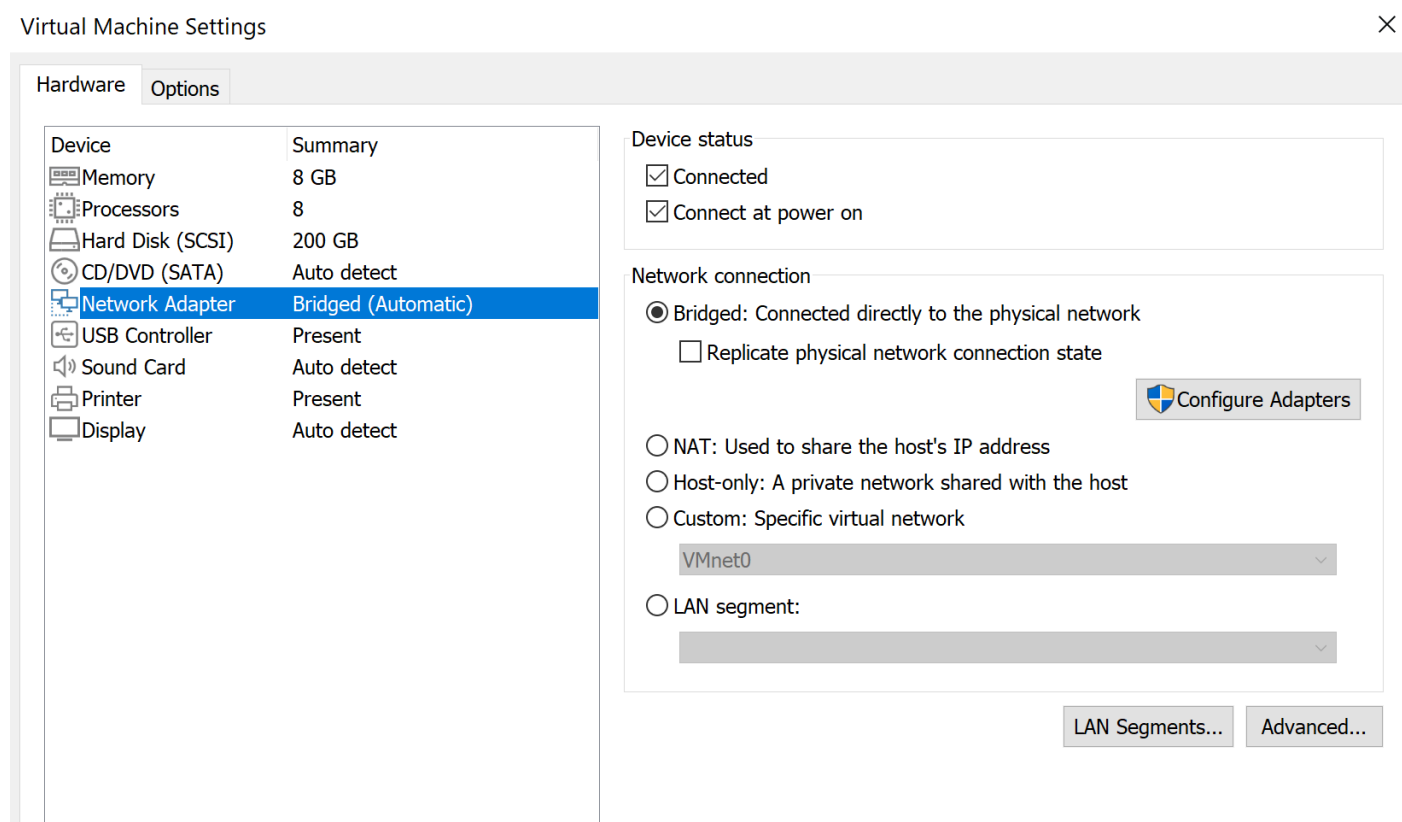 Virtual Machine Settings
Hardware
Options
Device Summary
Memory 8 GB
Processors 8
Hard Disk (SCSI) 200 GB
CD/DVD (SATA) Auto detect
Network Adapter Bridged (Automatic)
USB Controller Present
Sound Card Auto detect
Printer Present
Display Auto detect
Device status
Connected
Connect at power on
Network connection
Bridged: Connected directly to the physical network
Replicate physical network connection state
Configure Adapters
NAT: Used to share the host's IP address
Host-only: A private network shared with the host
Custom: Specific virtual network
VMnet0
LAN segment:
LAN Segments... Advanced...